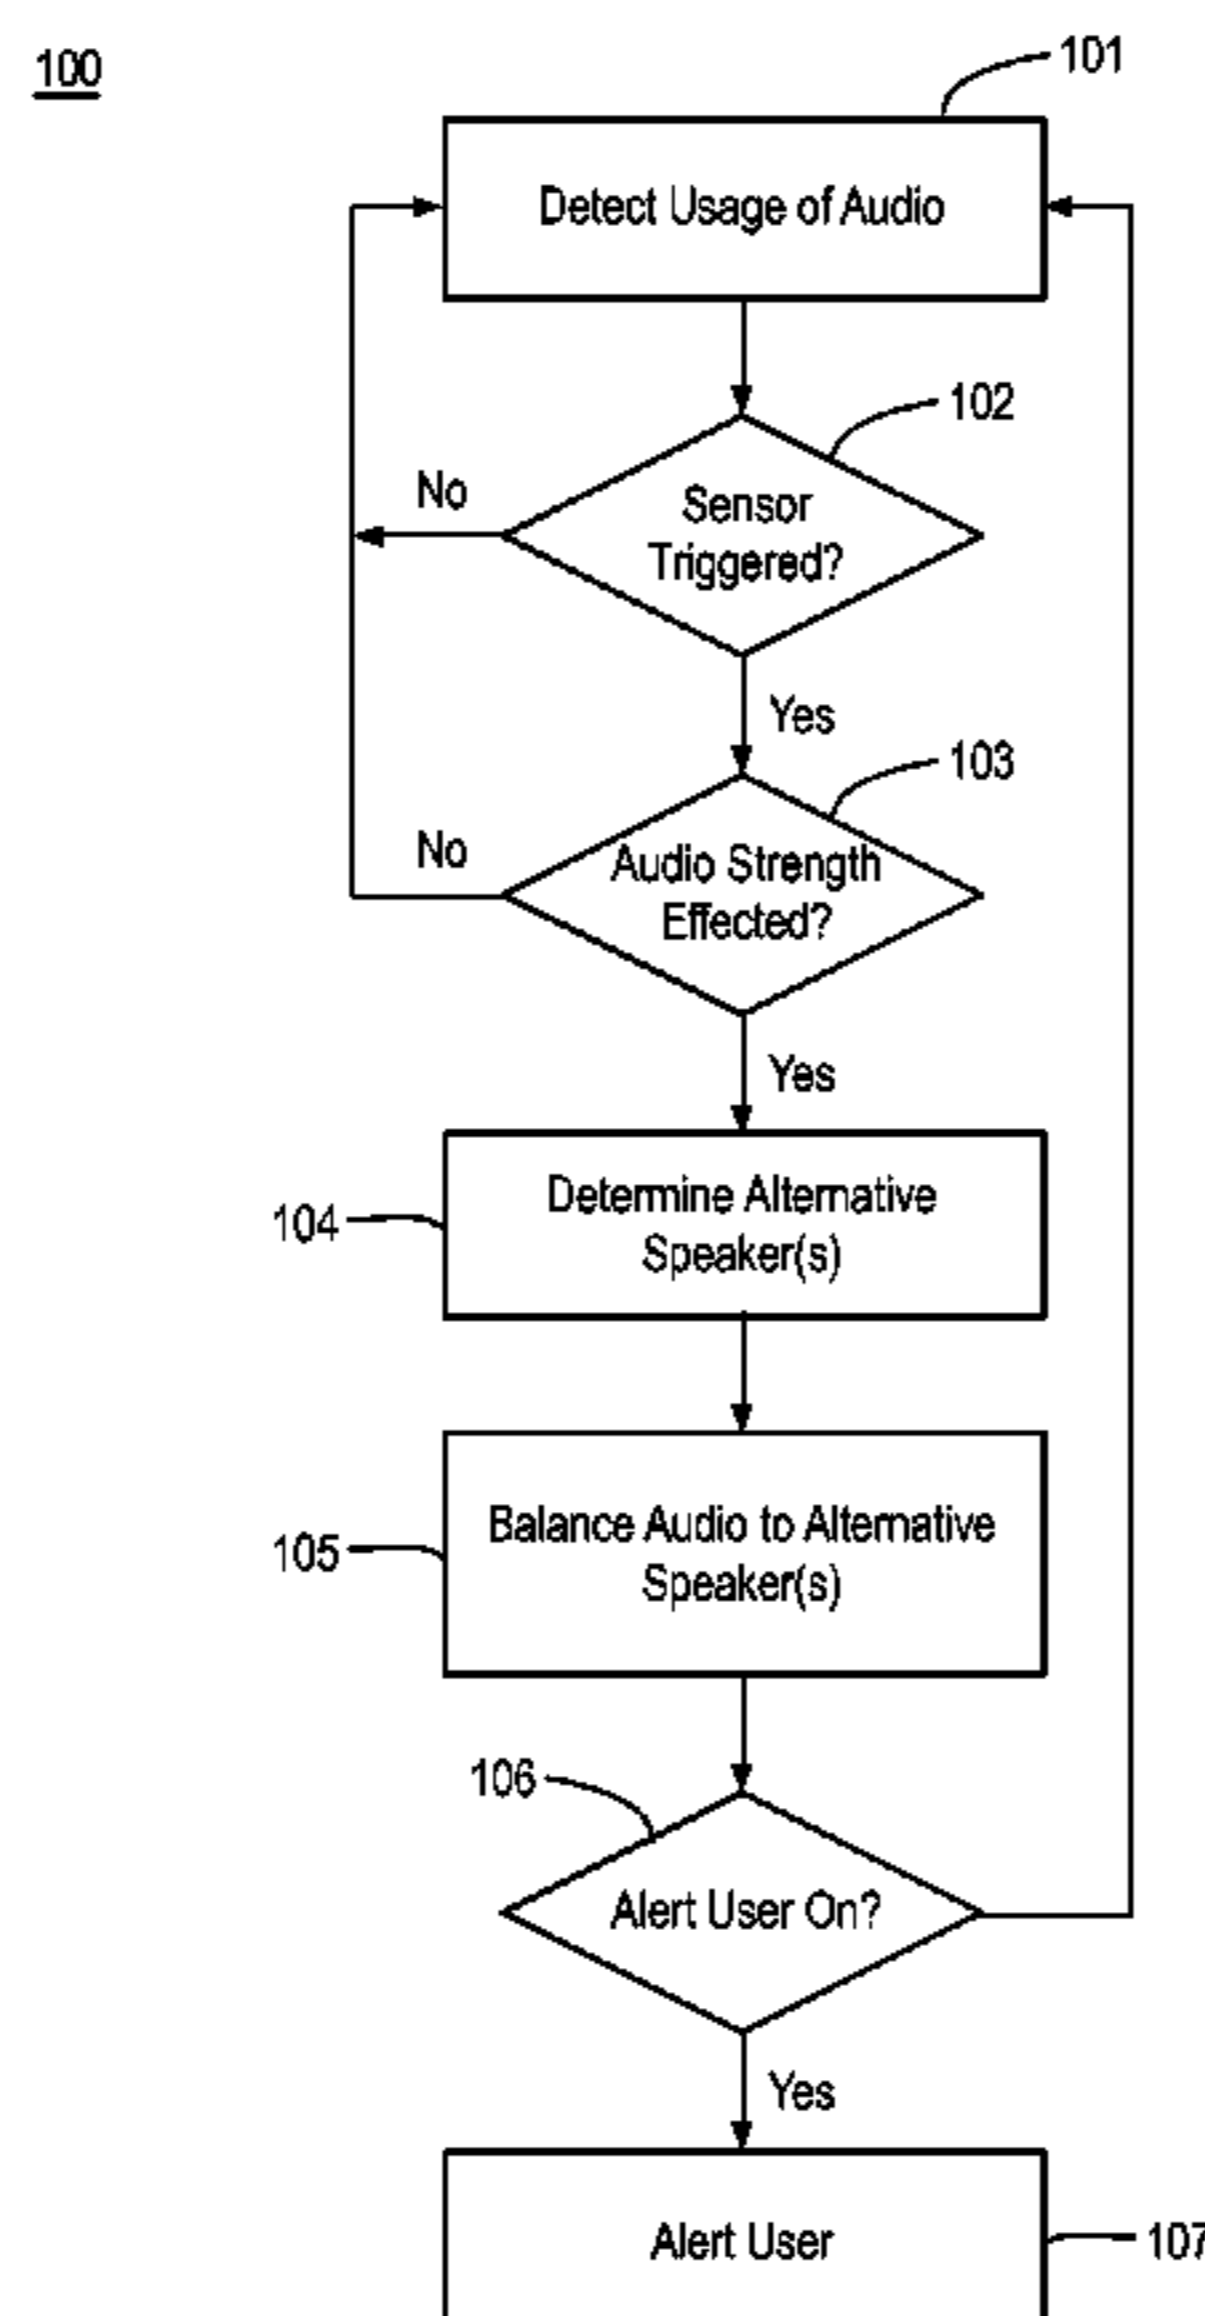 100
101
Detect Usage of Audio
102
No
Sensor
Triggered?
Yes
103
No
Audio Strength
Effected?
Yes
104
Determine Alternative
Speaker(s)
105
Balance Audio to Alternative
Speaker(s)
106
Alert User On?
Yes
Alert User
107